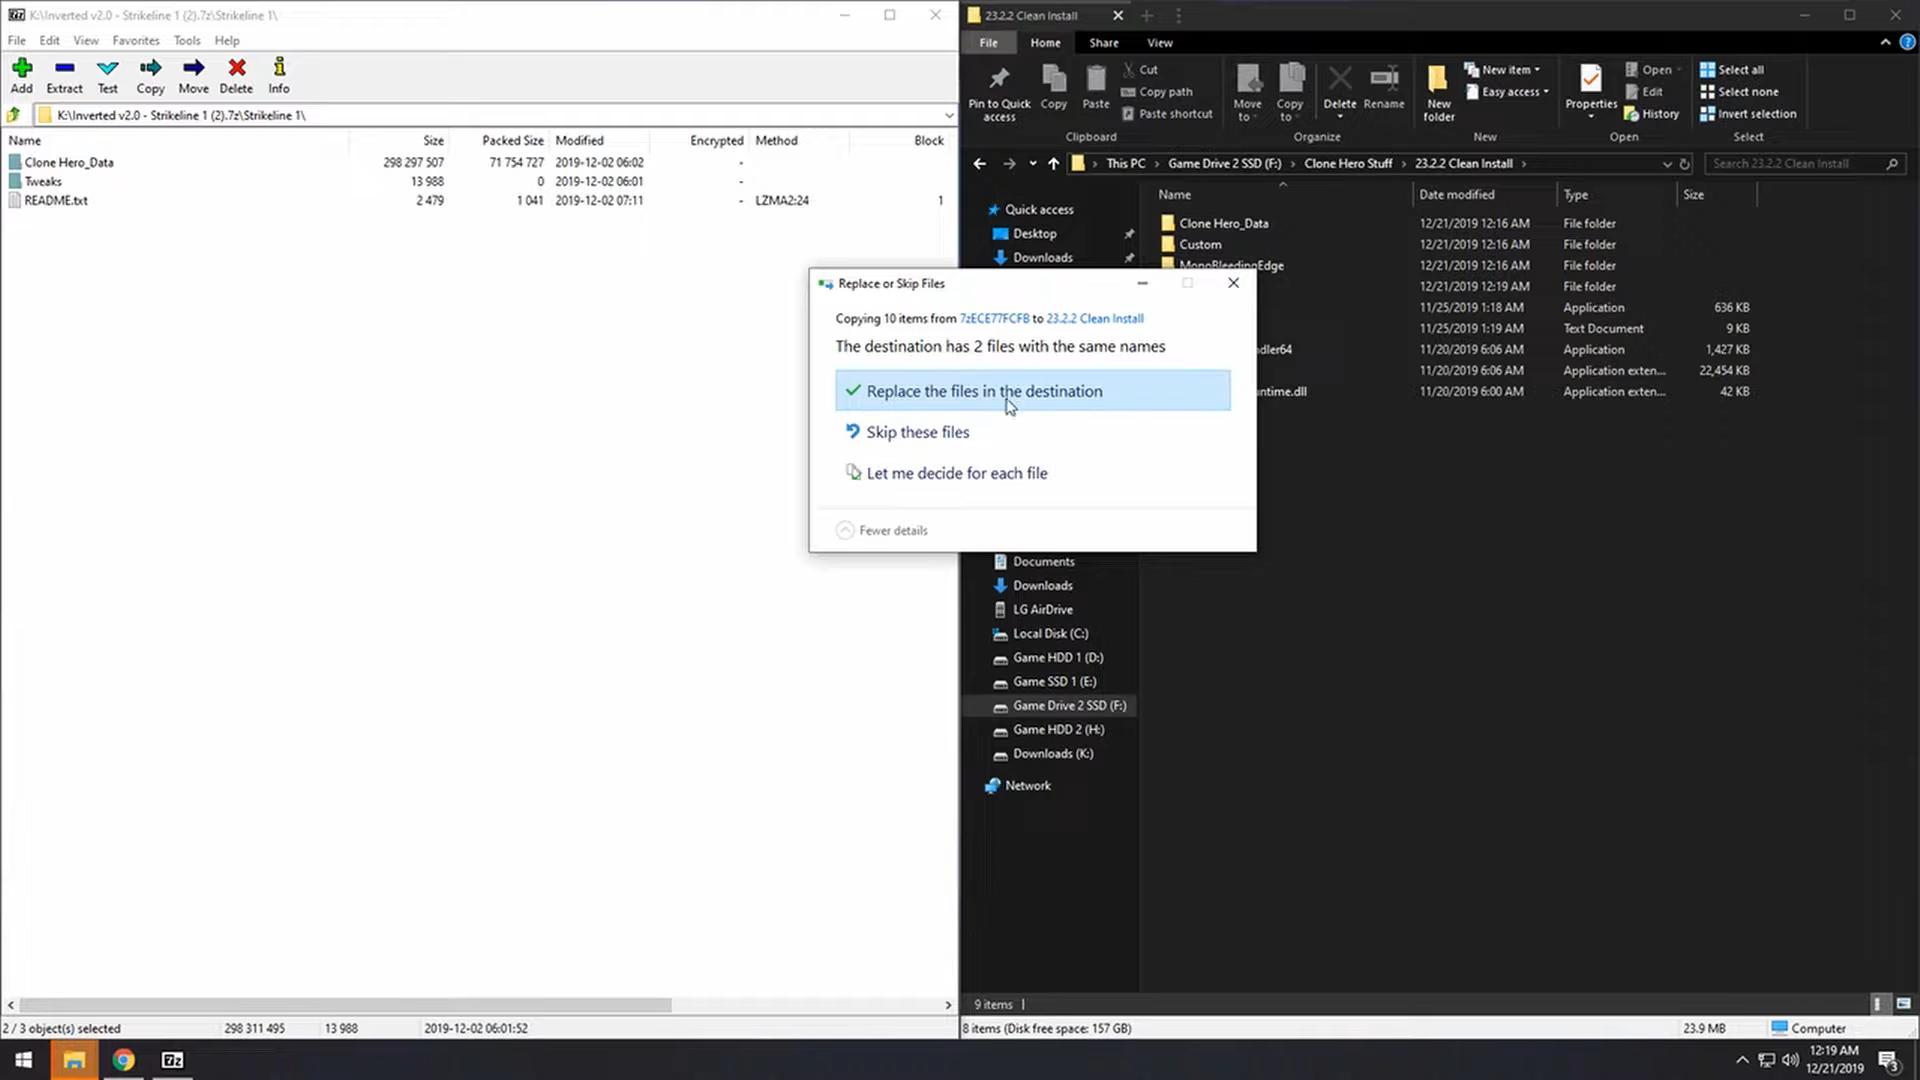 K:\Inverted v2.0 - Strikeline 1 (2).7z\Strikeline 1\
File Edit View Favorites Tools Help
Add Extract Test Copy Move Delete Info
K:\Inverted v2.0 - Strikeline 1 (2).7z\Strikeline 1\
Name Size Packed Size Modified Encrypted Method Block
Clone Hero_Data 298 297 507 71 754 727 2019-12-02 06:02 -
Tweaks 13 988 0 2019-12-02 06:01 -
README.txt 2 479 1 041 2019-12-02 07:11 - LZMA2:24 1
2 / 3 object(s) selected 298 311 495 13 988 2019-12-02 06:01:52
23.2.2 Clean Install
File Home Share View
Pin to Quick access
Copy
Paste
Cut
Copy path
Paste shortcut
Clipboard
Move to
Copy to
Delete
Rename
Organize
New folder
New item
Easy access
New
Properties
Open
Edit
History
Open
Select all
Select none
Invert selection
Select
This PC > Game Drive 2 SSD (F:) > Clone Hero Stuff > 23.2.2 Clean Install >
Search 23.2.2 Clean Install
Name Date modified Type Size
Clone Hero_Data 12/21/2019 12:16 AM File folder
Custom 12/21/2019 12:16 AM File folder
MonoBleedingEdge 12/21/2019 12:16 AM File folder
12/21/2019 12:19 AM File folder
11/25/2019 1:18 AM Application 636 KB
11/25/2019 1:19 AM Text Document 9 KB
dler64 11/20/2019 6:06 AM Application 1,427 KB
11/20/2019 6:06 AM Application exten... 22,454 KB
untime.dll 11/20/2019 6:00 AM Application exten... 42 KB
Quick access
Desktop
Downloads
Documents
Downloads
LG AirDrive
Local Disk (C:)
Game HDD 1 (D:)
Game SSD 1 (E:)
Game Drive 2 SSD (F:)
Game HDD 2 (H:)
Downloads (K:)
Network
9 items
8 items (Disk free space: 157 GB) 23.9 MB Computer
Replace or Skip Files
Copying 10 items from 7zECE77FCFB to 23.2.2 Clean Install
The destination has 2 files with the same names
Replace the files in the destination
Skip these files
Let me decide for each file
Fewer details
7z
12:19 AM
12/21/2019
3